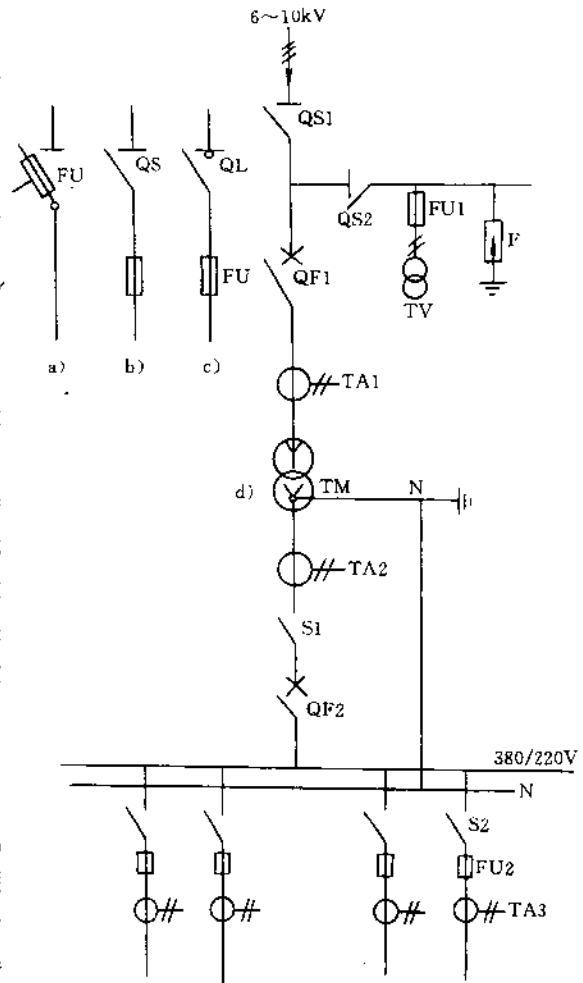 6～10kV
QS1
FU
QS
QL
QS2
FU1
F
FU
QF1
TV
a)
b)
c)
TA1
d)
TM
N
TA2
S1
QF2
380/220V
N
S2
FU2
TA3